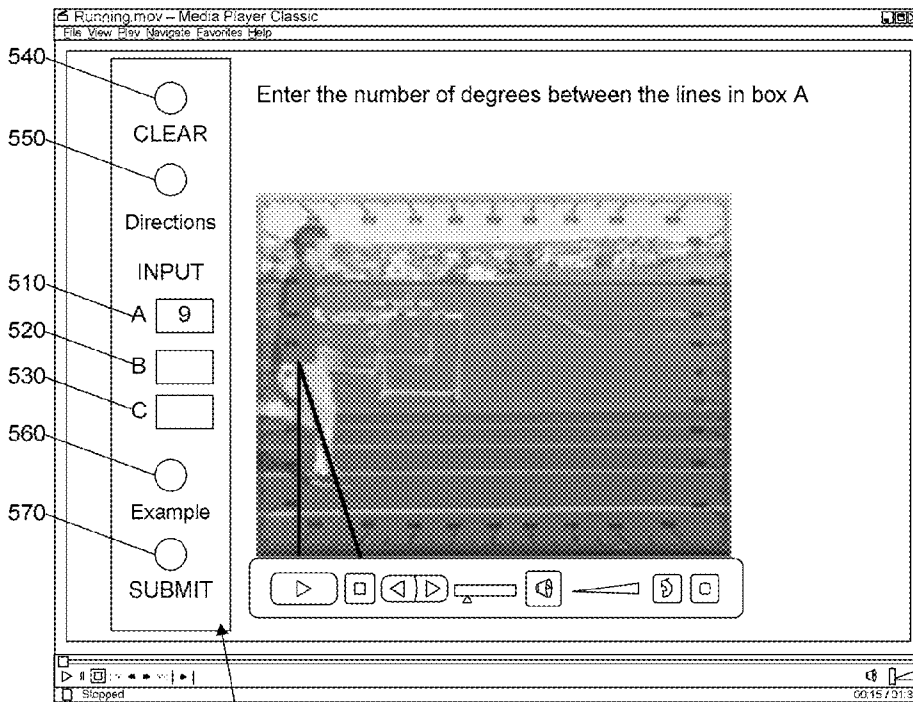 Running.mov – Media Player Classic
File View Play Navigate Favorites Help
540
CLEAR
Enter the number of degrees between the lines in box A
550
Directions
INPUT
510
A 9
520
B
530
C
560
Example
570
SUBMIT
Stopped
00:15 / 01:3